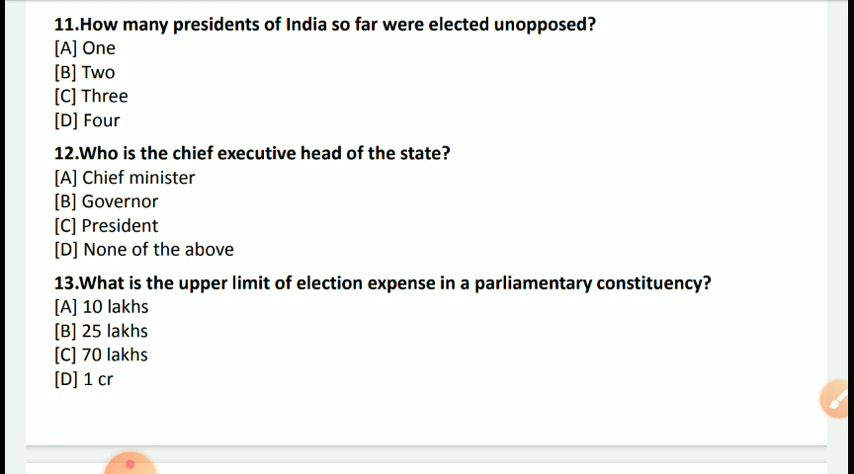 11.How many presidents of India so far were elected unopposed?
[A] One
[B] Two
[C] Three
[D] Four
12.Who is the chief executive head of the state?
[A] Chief minister
[B] Governor
[C] President
[D] None of the above
13.What is the upper limit of election expense in a parliamentary constituency?
[A] 10 lakhs
[B] 25 lakhs
[C] 70 lakhs
[D] 1 cr